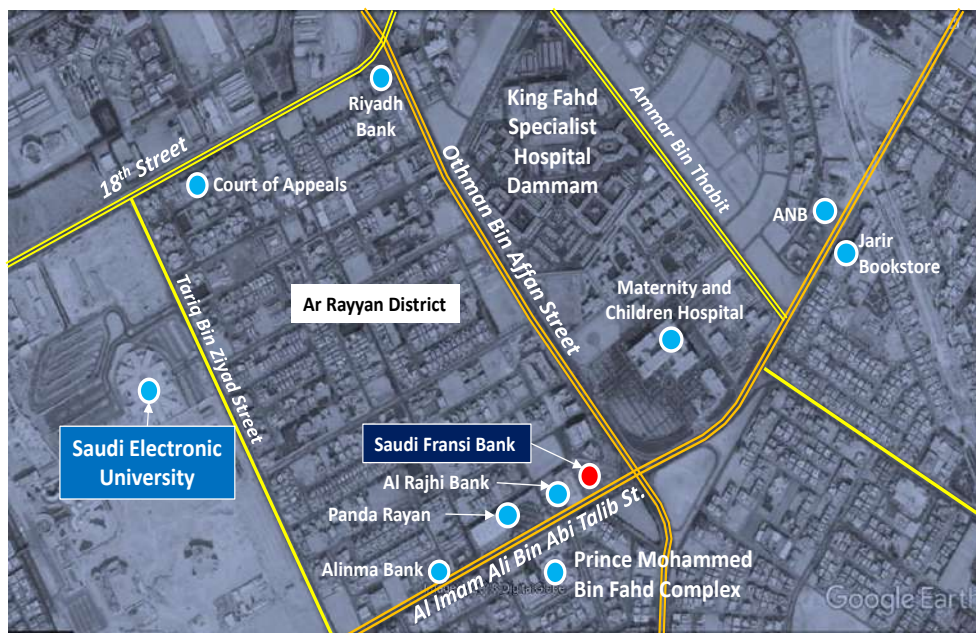 Riyadh
Bank
King Fahd
Specialist
Hospital
Dammam
Ammar Bin Thabit
18th Street
Court of Appeals
Othman Bin Affan Street
ANB
Jarir
Bookstore
Tariq Bin Ziyad Street
Ar Rayyan District
Maternity and
Children Hospital
Saudi Electronic
University
Saudi Fransi Bank
Al Rajhi Bank
Panda Rayan
Alinma Bank
Al Imam Ali Bin Abi Talib St.
Prince Mohammed
Bin Fahd Complex
Google Earth